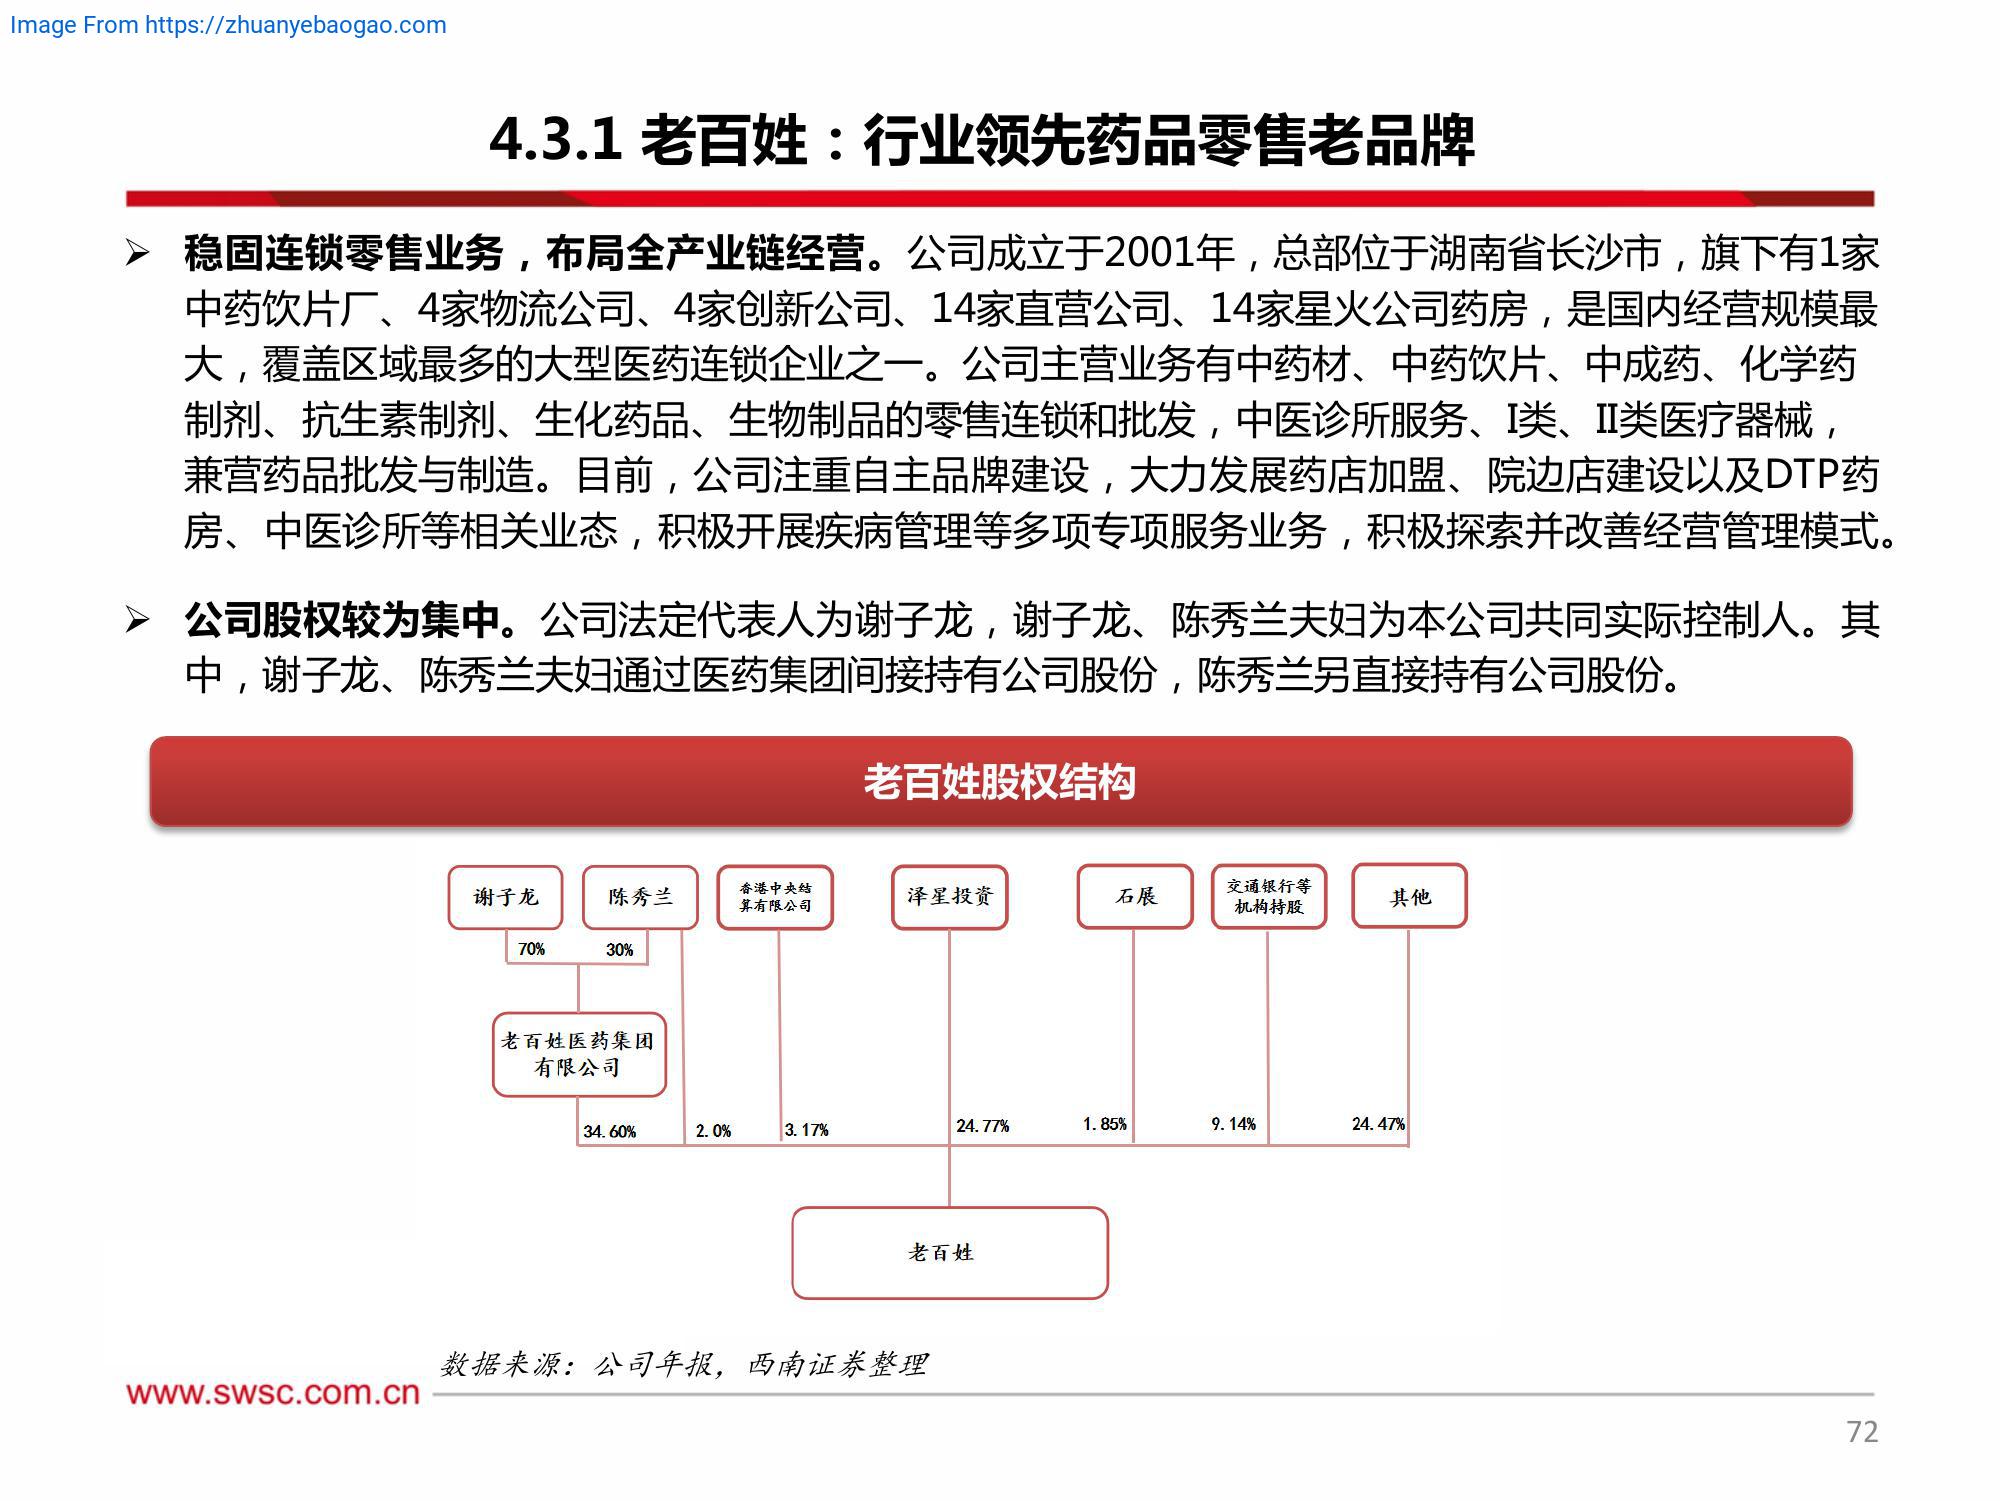 Image From https://zhuanyebaogao.com
4.3.1 老百姓：行业领先药品零售老品牌
➢ 稳固连锁零售业务，布局全产业链经营。公司成立于2001年，总部位于湖南省长沙市，旗下有1家
中药饮片厂、4家物流公司、4家创新公司、14家直营公司、14家星火公司药房，是国内经营规模最
大，覆盖区域最多的大型医药连锁企业之一。公司主营业务有中药材、中药饮片、中成药、化学药
制剂、抗生素制剂、生化药品、生物制品的零售连锁和批发，中医诊所服务、I类、II类医疗器械，
兼营药品批发与制造。目前，公司注重自主品牌建设，大力发展药店加盟、院边店建设以及DTP药
房、中医诊所等相关业态，积极开展疾病管理等多项专项服务业务，积极探索并改善经营管理模式。
➢ 公司股权较为集中。公司法定代表人为谢子龙，谢子龙、陈秀兰夫妇为本公司共同实际控制人。其
中，谢子龙、陈秀兰夫妇通过医药集团间接持有公司股份，陈秀兰另直接持有公司股份。
老百姓股权结构
谢子龙
陈秀兰
香港中央结
算有限公司
泽星投资
石展
交通银行等
机构持股
其他
70%
30%
老百姓医药集团
有限公司
34.60%
2.0%
3.17%
24.77%
1.85%
9.14%
24.47%
老百姓
数据来源：公司年报，西南证券整理
www.swsc.com.cn
72